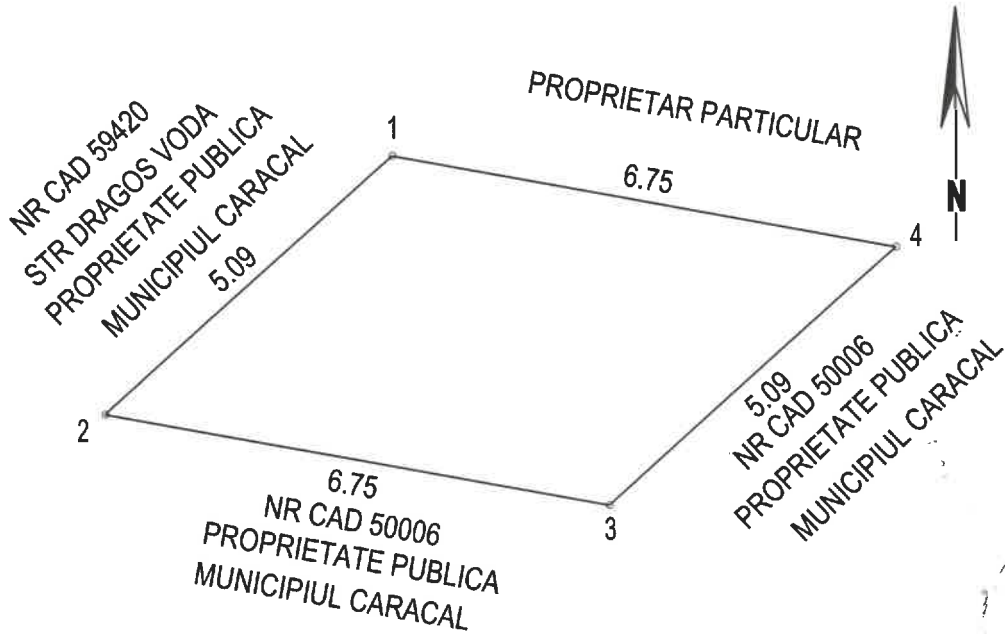 NR CAD 59420
STR DRAGOS VODA
PROPRIETATE PUBLICA
MUNICIPIUL CARACAL
5.09
1
PROPRIETAR PARTICULAR
6.75
N
4
5.09
NR CAD 50006
PROPRIETATE PUBLICA
MUNICIPIUL CARACAL
2
6.75
NR CAD 50006
PROPRIETATE PUBLICA
MUNICIPIUL CARACAL
3